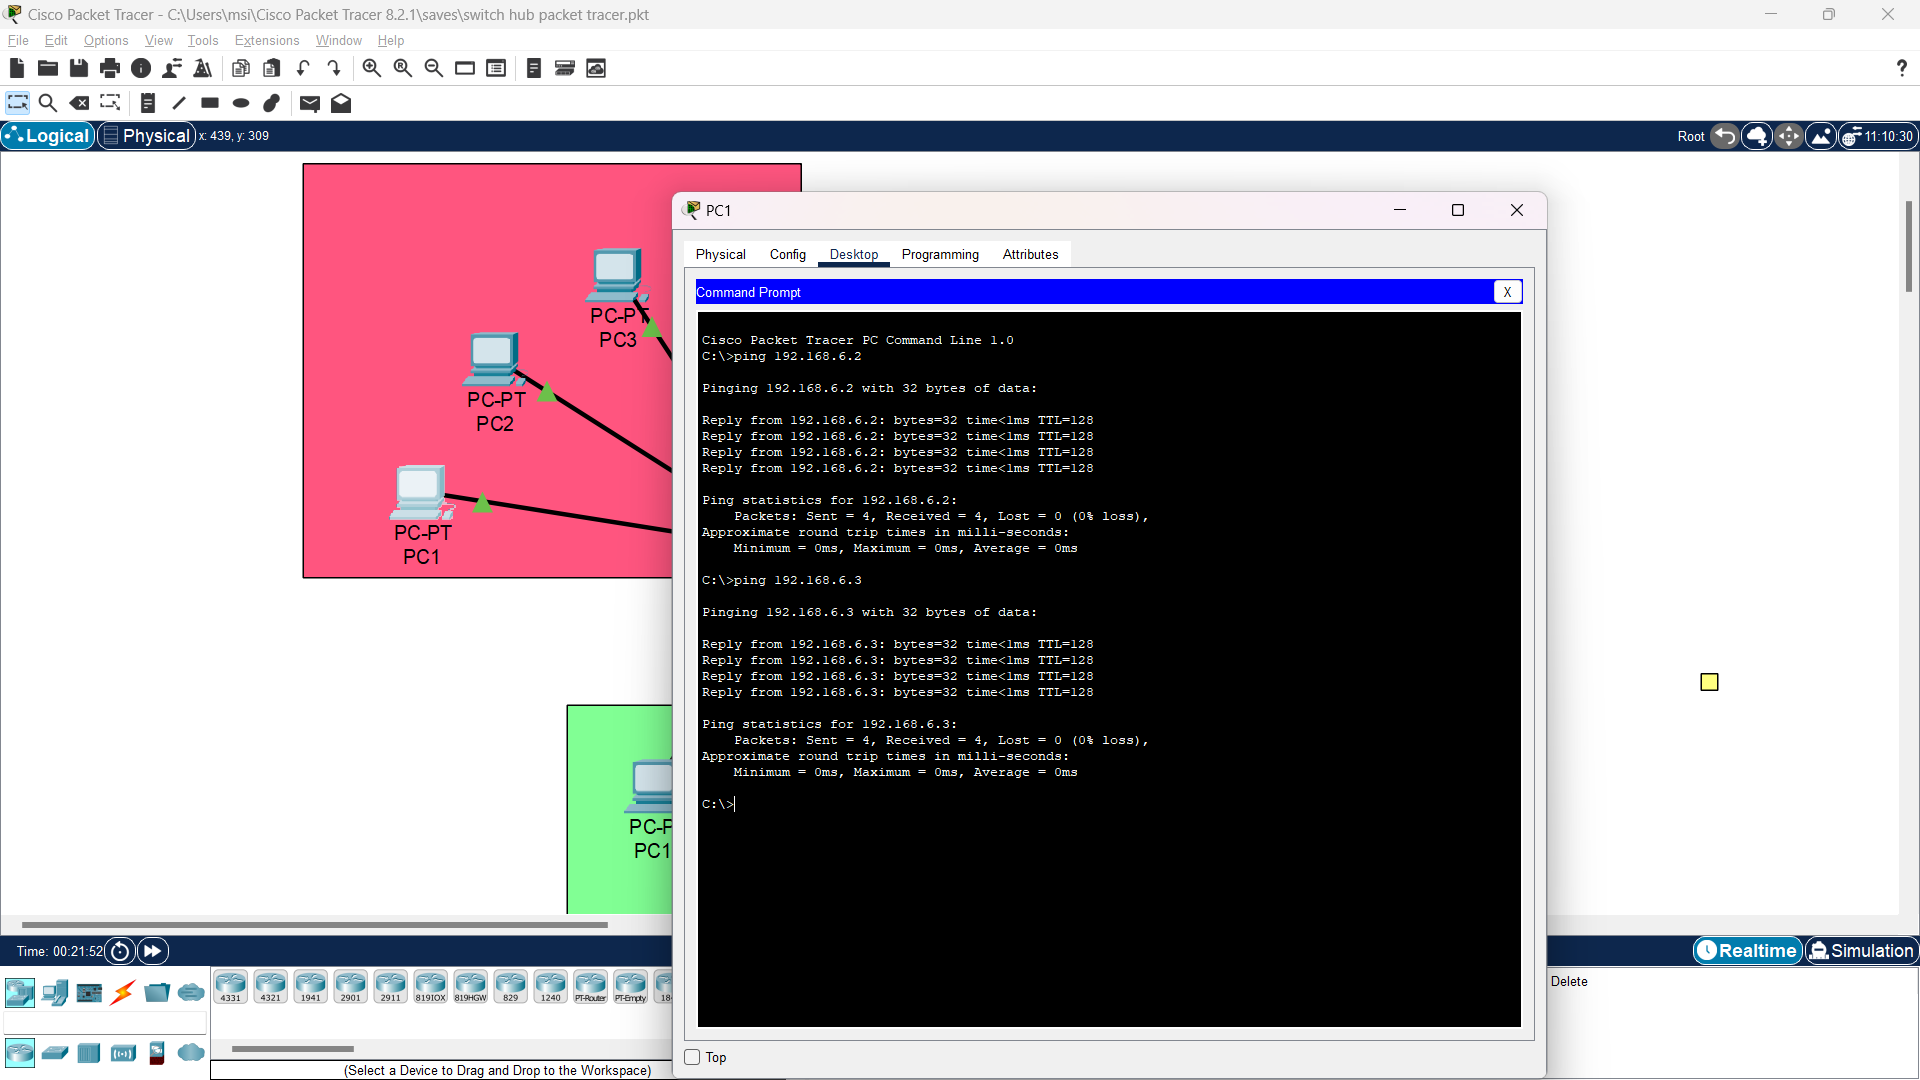 Cisco Packet Tracer - C:\Users\msi\Cisco Packet Tracer 8.2.1\saves\switch hub packet tracer.pkt
File Edit Options View Tools Extensions Window Help
?
Logical Physical x: 439, y: 309 Root 11:10:30
PC-PT
PC3
PC-PT
PC2
PC-PT
PC1
PC-P
PC1
PC1
Physical Config Desktop Programming Attributes
Command Prompt X
Cisco Packet Tracer PC Command Line 1.0
C:\>ping 192.168.6.2
Pinging 192.168.6.2 with 32 bytes of data:
Reply from 192.168.6.2: bytes=32 time<1ms TTL=128
Reply from 192.168.6.2: bytes=32 time<1ms TTL=128
Reply from 192.168.6.2: bytes=32 time<1ms TTL=128
Reply from 192.168.6.2: bytes=32 time<1ms TTL=128
Ping statistics for 192.168.6.2:
Packets: Sent = 4, Received = 4, Lost = 0 (0% loss),
Approximate round trip times in milli-seconds:
Minimum = 0ms, Maximum = 0ms, Average = 0ms
C:\>ping 192.168.6.3
Pinging 192.168.6.3 with 32 bytes of data:
Reply from 192.168.6.3: bytes=32 time<1ms TTL=128
Reply from 192.168.6.3: bytes=32 time<1ms TTL=128
Reply from 192.168.6.3: bytes=32 time<1ms TTL=128
Reply from 192.168.6.3: bytes=32 time<1ms TTL=128
Ping statistics for 192.168.6.3:
Packets: Sent = 4, Received = 4, Lost = 0 (0% loss),
Approximate round trip times in milli-seconds:
Minimum = 0ms, Maximum = 0ms, Average = 0ms
C:\>
Top
Time: 00:21:52 Realtime Simulation
4331 4321 1941 2901 2911 819IOX 819HGW 829 1240 PT-Router PT-Empty 18
Delete
(Select a Device to Drag and Drop to the Workspace)